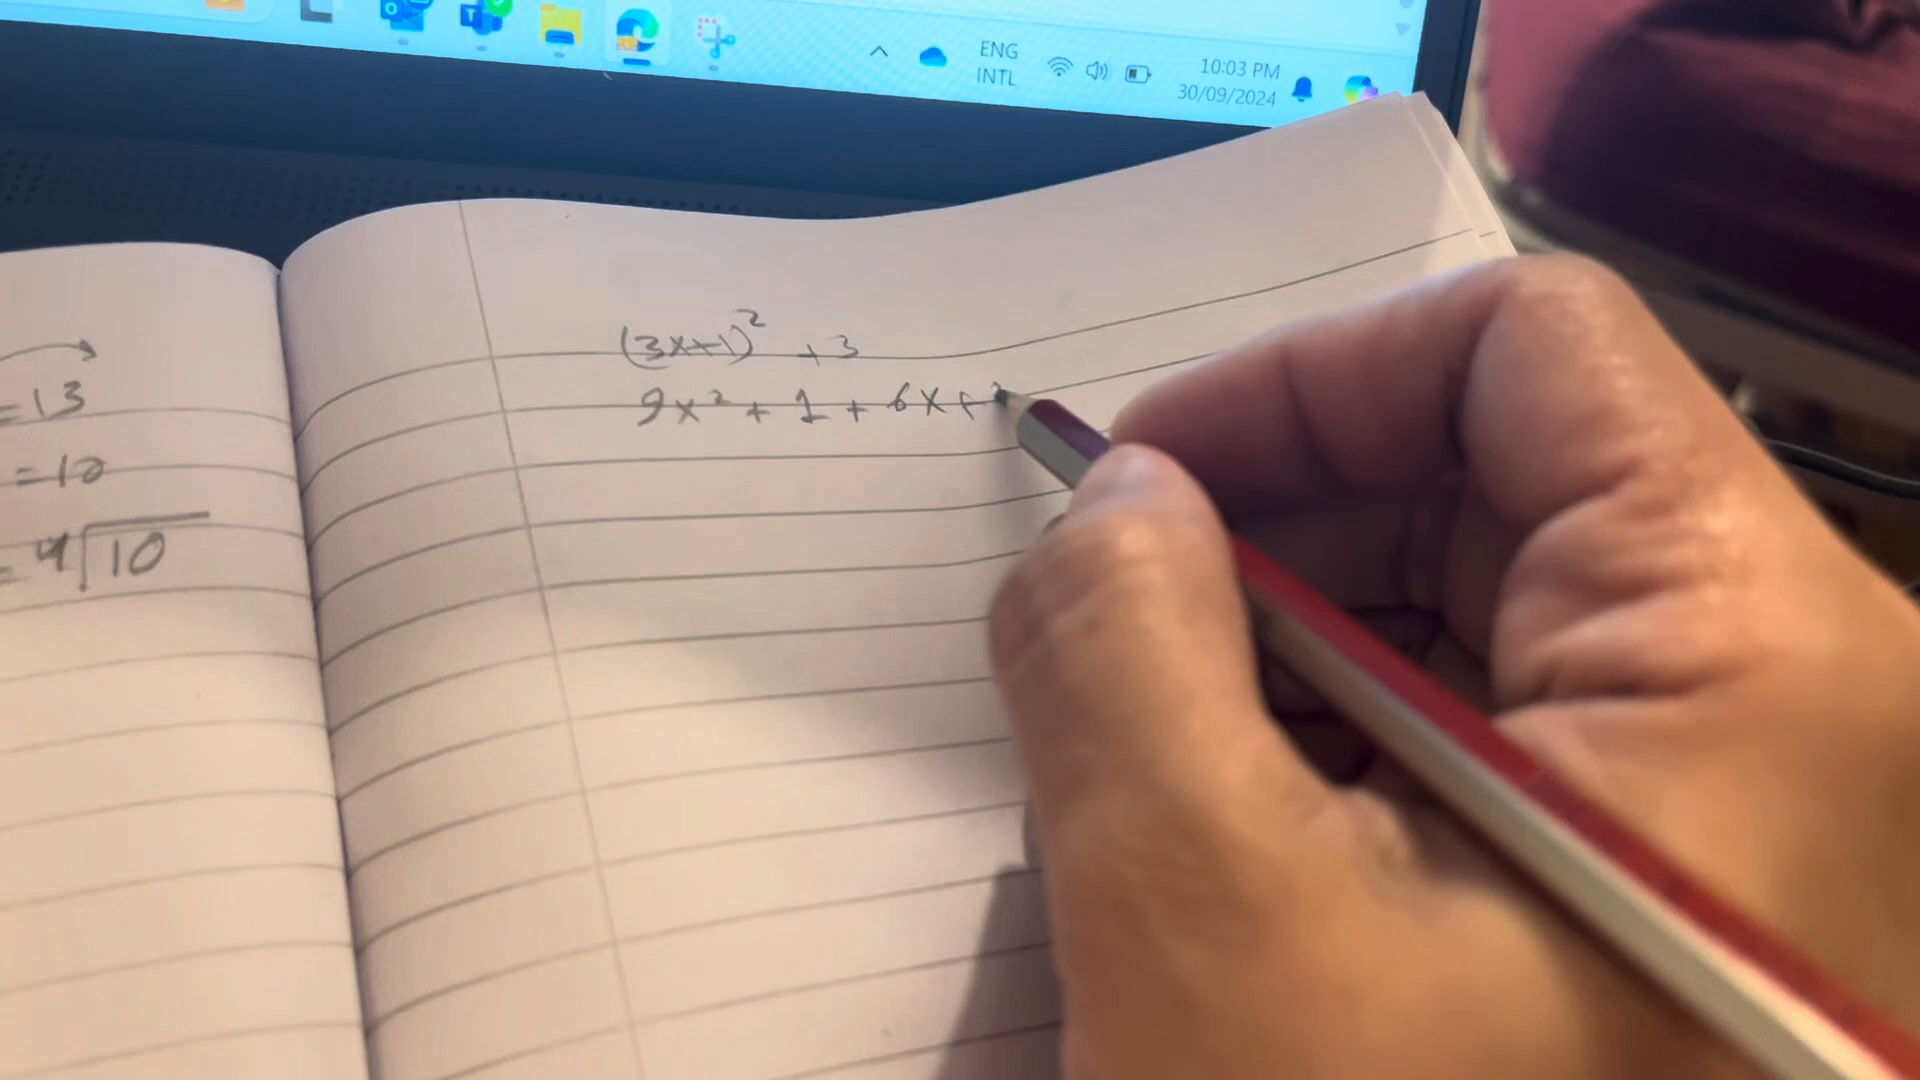 ENG
INTL
10:03 PM
30/09/2024
=13
=10
= 4√10
(3x+1)² +3
9x² + 1 + 6x +